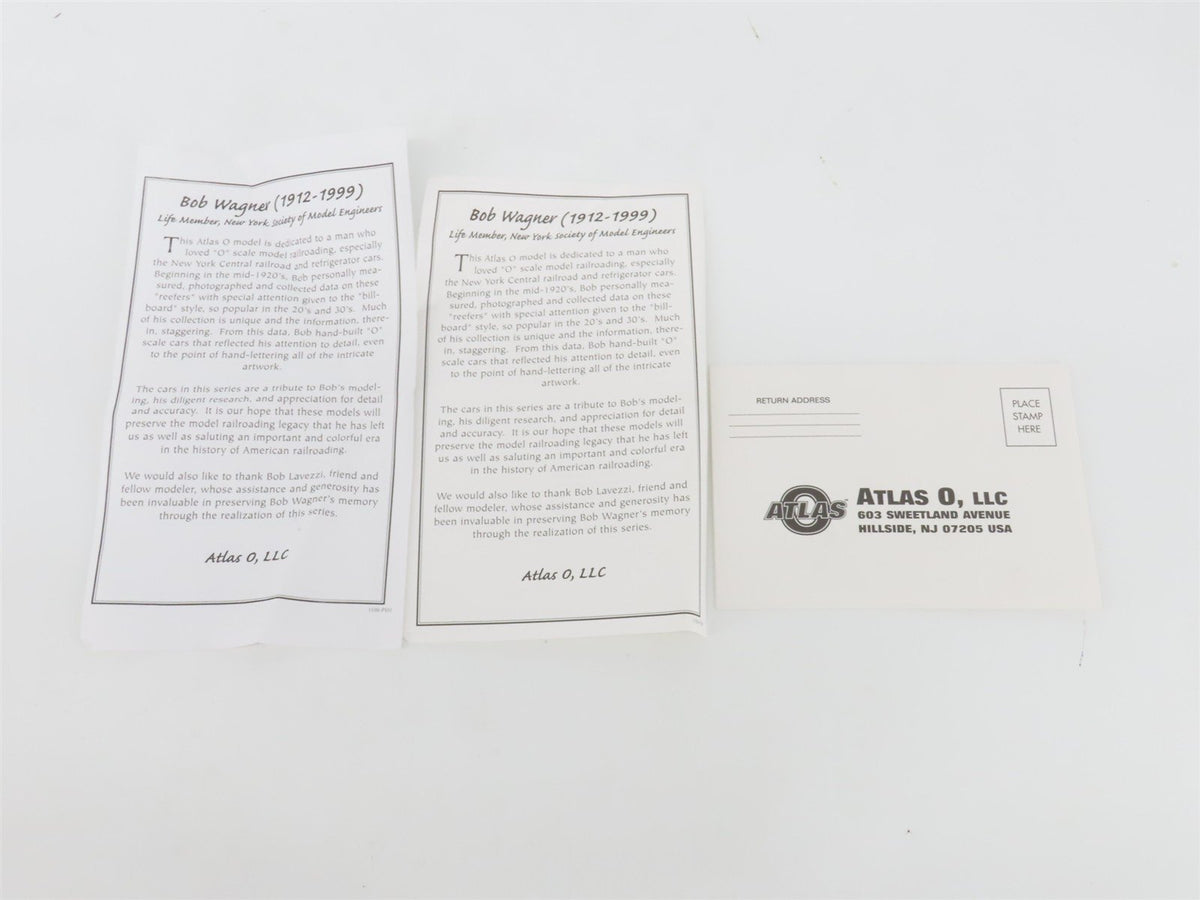 Bob Wagner (1912-1999)
Life Member, New York Society of Model Engineers
This Atlas O model is dedicated to a man who
loved "O" scale model railroading, especially
the New York Central railroad and refrigerator cars.
Beginning in the mid-1920's, Bob personally mea-
sured, photographed and collected data on these
"reefers" with special attention given to the "bill-
board" style, so popular in the 20's and 30's. Much
of his collection is unique and the information, there-
in, staggering. From this data, Bob hand-built "O"
scale cars that reflected his attention to detail, even
to the point of hand-lettering all of the intricate
artwork.
The cars in this series are a tribute to Bob's model-
ing, his diligent research, and appreciation for detail
and accuracy. It is our hope that these models will
preserve the model railroading legacy that he has left
us as well as saluting an important and colorful era
in the history of American railroading.
We would also like to thank Bob Lavezzi, friend and
fellow modeler, whose assistance and generosity has
been invaluable in preserving Bob Wagner's memory
through the realization of this series.
Atlas O, LLC
Bob Wagner (1912-1999)
Life Member, New York Society of Model Engineers
This Atlas O model is dedicated to a man who
loved "O" scale model railroading, especially
the New York Central railroad and refrigerator cars.
Beginning in the mid-1920's, Bob personally mea-
sured, photographed and collected data on these
"reefers" with special attention given to the "bill-
board" style, so popular in the 20's and 30's. Much
of his collection is unique and the information, there-
in, staggering. From this data, Bob hand-built "O"
scale cars that reflected his attention to detail, even
to the point of hand-lettering all of the intricate
artwork.
The cars in this series are a tribute to Bob's model-
ing, his diligent research, and appreciation for detail
and accuracy. It is our hope that these models will
preserve the model railroading legacy that he has left
us as well as saluting an important and colorful era
in the history of American railroading.
We would also like to thank Bob Lavezzi, friend and
fellow modeler, whose assistance and generosity has
been invaluable in preserving Bob Wagner's memory
through the realization of this series.
Atlas O, LLC
RETURN ADDRESS
PLACE
STAMP
HERE
ATLAS
ATLAS O, LLC
603 SWEETLAND AVENUE
HILLSIDE, NJ 07205 USA